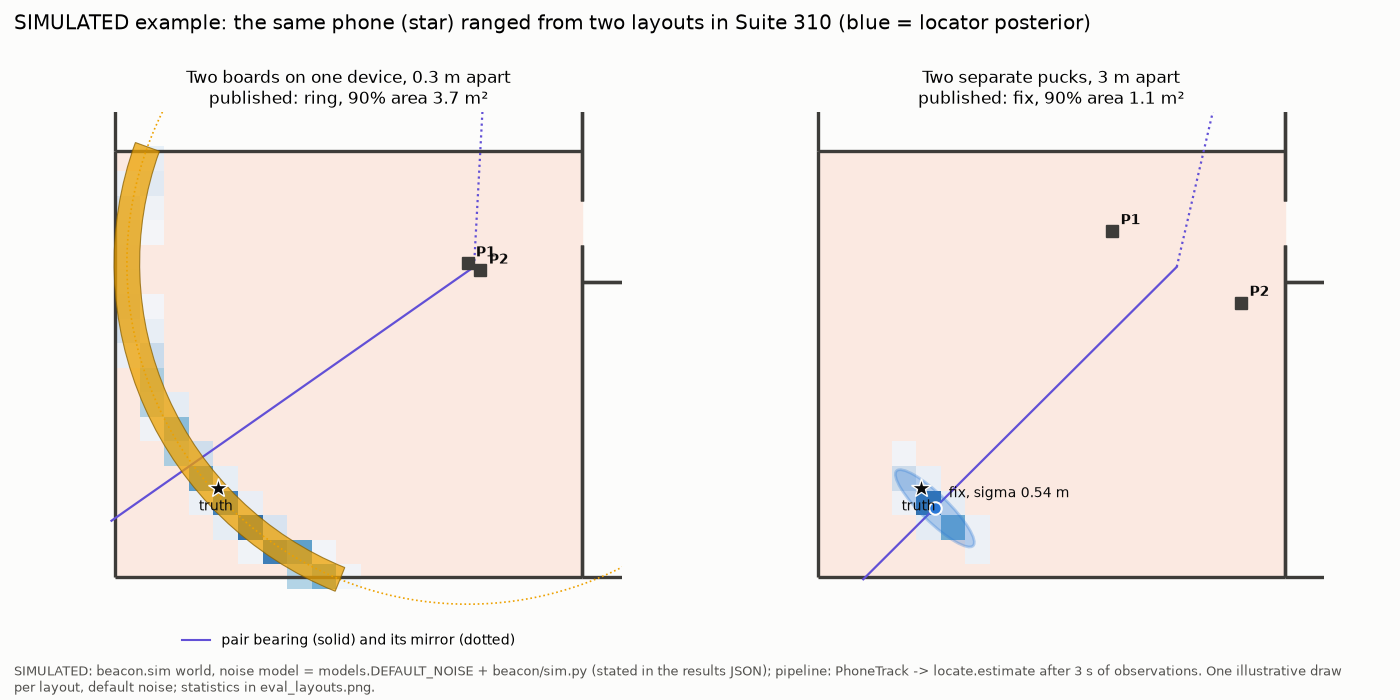 SIMULATED example: the same phone (star) ranged from two layouts in Suite 310 (blue = locator posterior)
Two boards on one device, 0.3 m apart
published: ring, 90% area 3.7 m²
P1
P2
truth
pair bearing (solid) and its mirror (dotted)
Two separate pucks, 3 m apart
published: fix, 90% area 1.1 m²
P1
P2
fix, sigma 0.54 m
truth
SIMULATED: beacon.sim world, noise model = models.DEFAULT_NOISE + beacon/sim.py (stated in the results JSON); pipeline: PhoneTrack -> locate.estimate after 3 s of observations. One illustrative draw
per layout, default noise; statistics in eval_layouts.png.